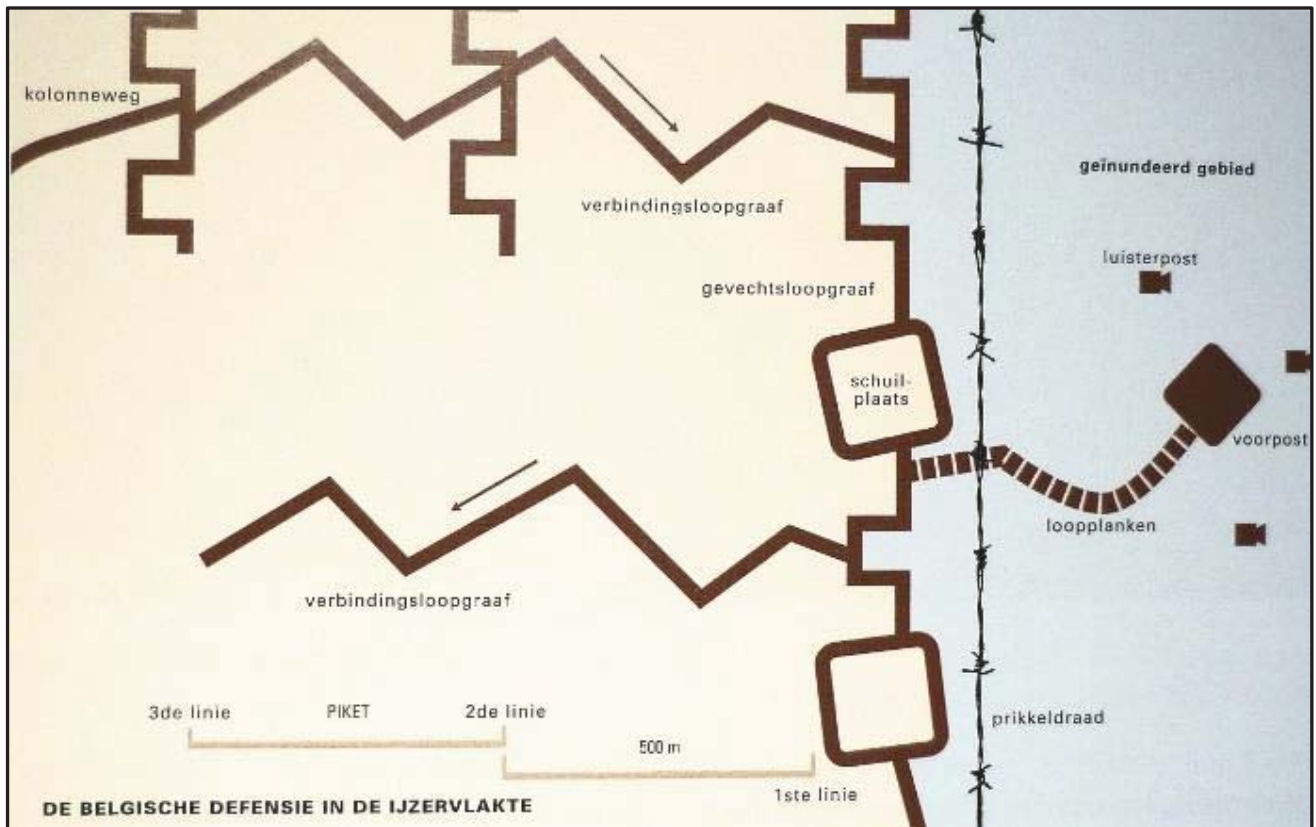 kolonneweg
geïnundeerd gebied
verbindingsloopgraaf
luisterpost
gevechtsloopgraaf
schuil-
plaats
voorpost
loopplanken
verbindingsloopgraaf
3de linie PIKET 2de linie
prikkeldraad
500 m
1ste linie
DE BELGISCHE DEFENSIE IN DE IJZERVLAKTE